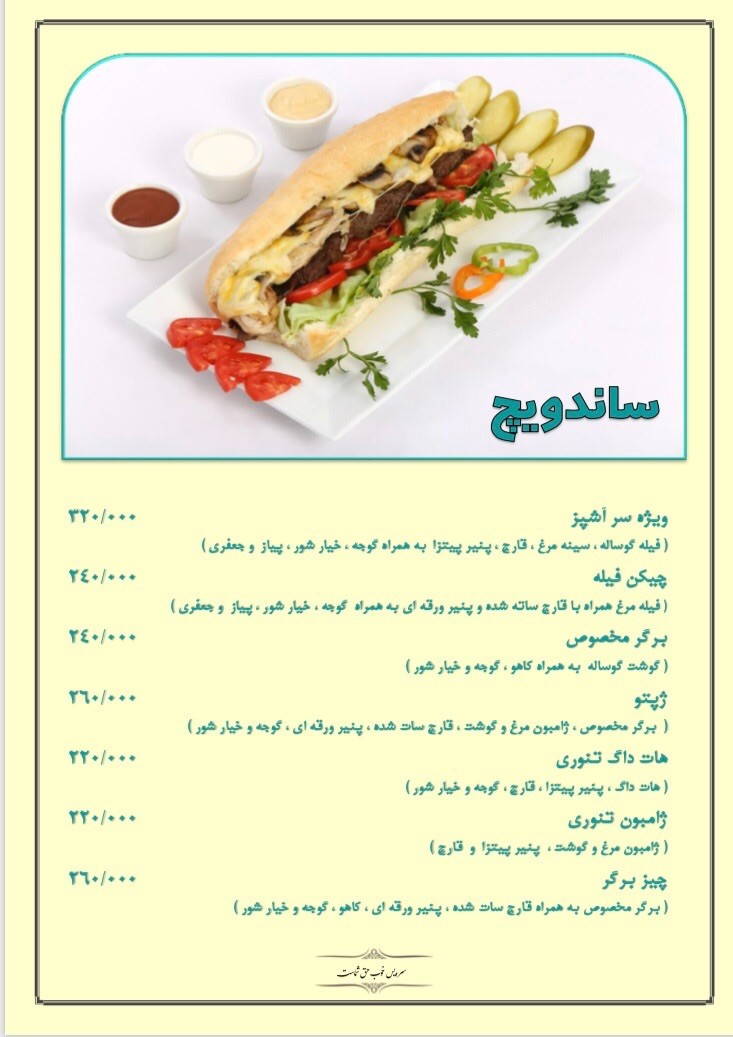 ساندویچ
ویژه سر آشپز ۳۲۰/۰۰۰
( فیله گوساله ، سینه مرغ ، قارچ ، پنیر پیتزا به همراه گوجه ، خیار شور ، پیاز و جعفری )
چیکن فیله ۲٤۰/۰۰۰
( فیله مرغ همراه با قارچ ساته شده و پنیر ورقه ای به همراه گوجه ، خیار شور ، پیاز و جعفری )
برگر مخصوص ۲٤۰/۰۰۰
( گوشت گوساله به همراه کاهو ، گوجه و خیار شور )
ژپتو ۲٦۰/۰۰۰
( برگر مخصوص ، ژامبون مرغ و گوشت ، قارچ سات شده ، پنیر ورقه ای ، گوجه و خیار شور )
هات داگ تنوری ۲۲۰/۰۰۰
( هات داگ ، پنیر پیتزا ، قارچ ، گوجه و خیار شور )
ژامبون تنوری ۲۲۰/۰۰۰
( ژامبون مرغ و گوشت ، پنیر پیتزا و قارچ )
چیز برگر ۲٦۰/۰۰۰
( برگر مخصوص به همراه قارچ سات شده ، پنیر ورقه ای ، کاهو ، گوجه و خیار شور )
سرویس خوب حق شماست